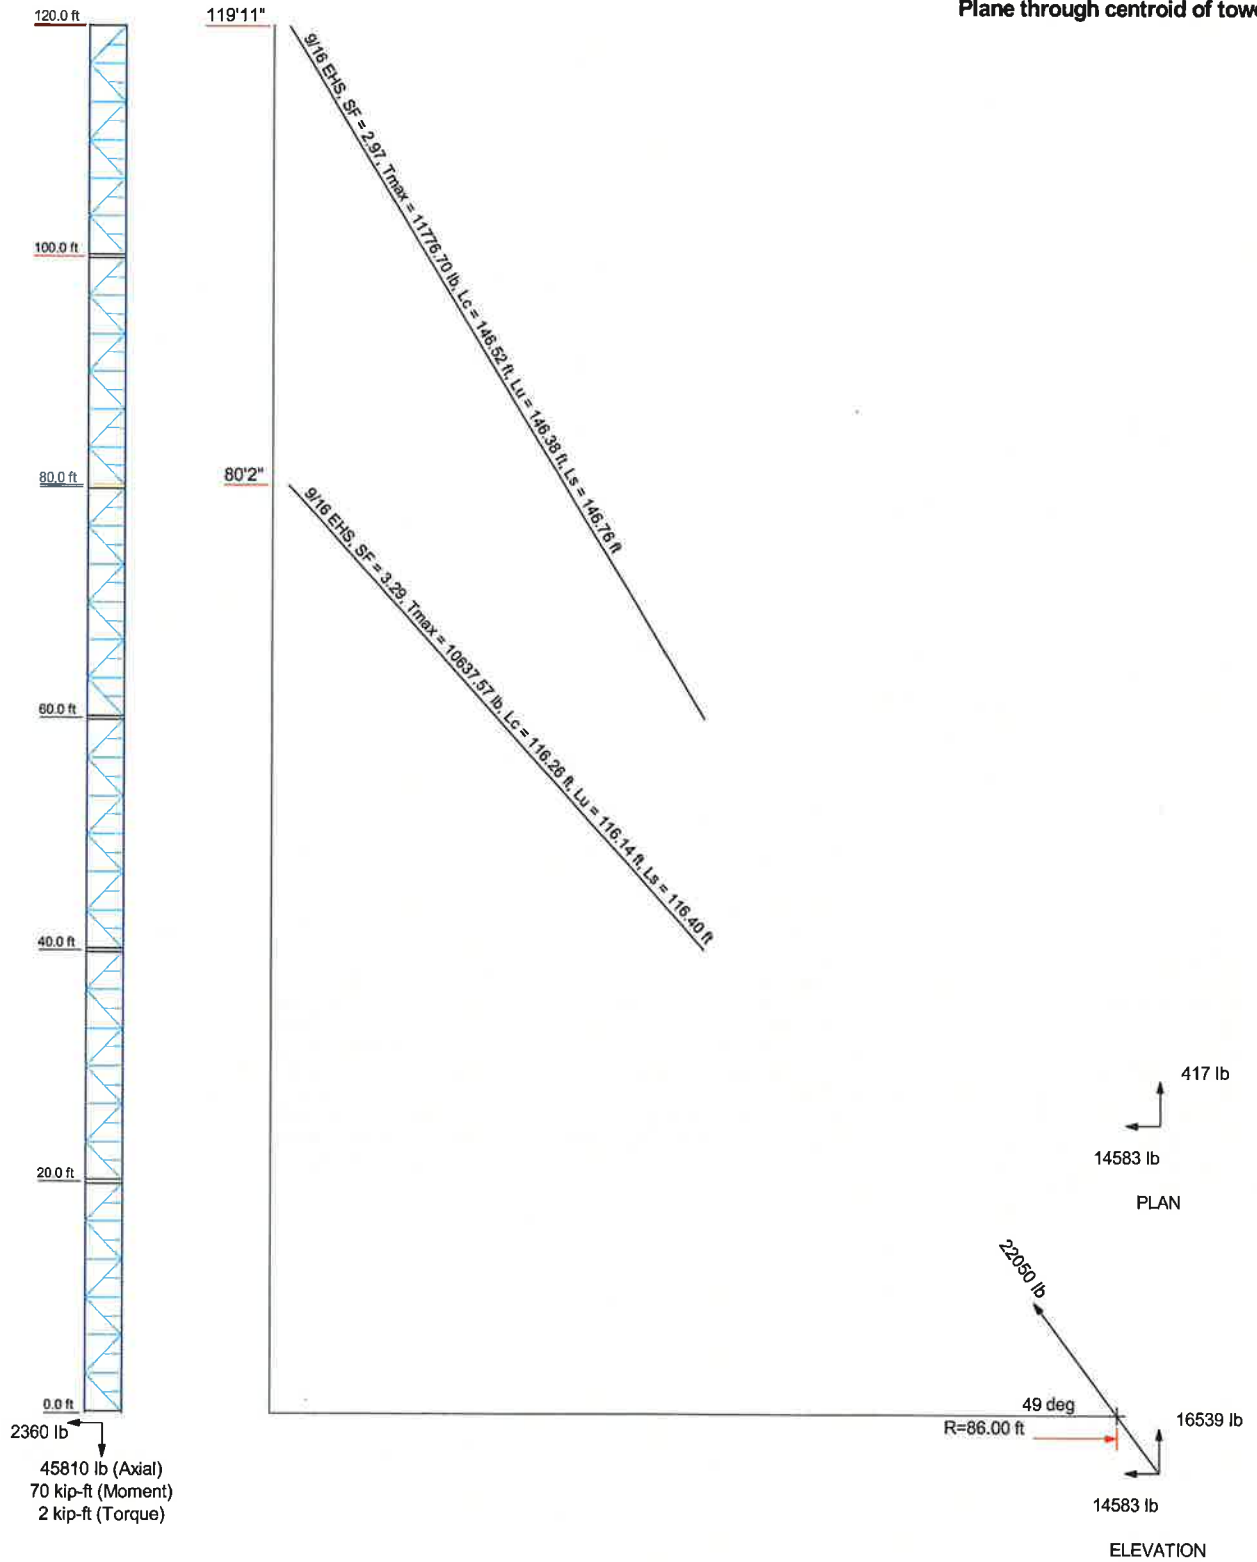 Plane through centroid of tow
120.0 ft
119'11"
9/16 EHS, SF = 2.97, Tmax = 11776.70 lb, Lc = 146.52 ft, Lu = 146.38 ft, Ls = 146.76 ft
100.0 ft
80.0 ft
80'2"
9/16 EHS, SF = 3.29, Tmax = 10637.57 lb, Lc = 116.26 ft, Lu = 116.14 ft, Ls = 116.40 ft
60.0 ft
40.0 ft
417 lb
14583 lb
20.0 ft
PLAN
22050 lb
0.0 ft
49 deg
R=86.00 ft
16539 lb
2360 lb
45810 lb (Axial)
70 kip-ft (Moment)
2 kip-ft (Torque)
14583 lb
ELEVATION